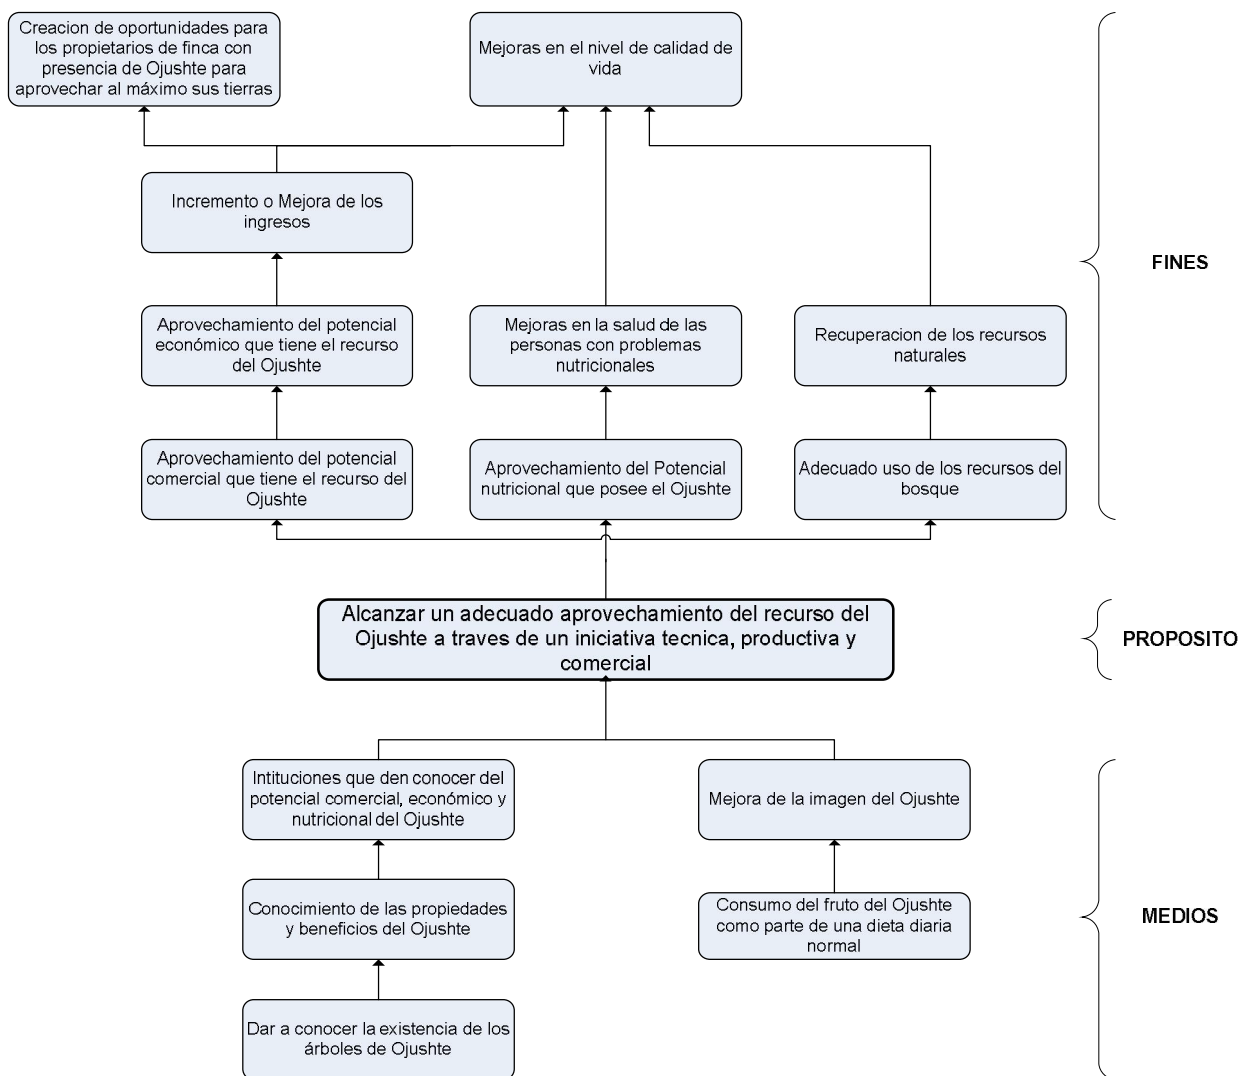 Creacion de oportunidades para
los propietarios de finca con
presencia de Ojushte para
aprovechar al máximo sus tierras
Mejoras en el nivel de calidad de
vida
Incremento o Mejora de los
ingresos
FINES
Aprovechamiento del potencial
económico que tiene el recurso
del Ojushte
Mejoras en la salud de las
personas con problemas
nutricionales
Recuperacion de los recursos
naturales
Aprovechamiento del potencial
comercial que tiene el recurso del
Ojushte
Aprovechamiento del Potencial
nutricional que posee el Ojushte
Adecuado uso de los recursos del
bosque
Alcanzar un adecuado aprovechamiento del recurso del
Ojushte a traves de un iniciativa tecnica, productiva y
comercial
PROPOSITO
Intituciones que den conocer del
potencial comercial, económico y
nutricional del Ojushte
Mejora de la imagen del Ojushte
Conocimiento de las propiedades
y beneficios del Ojushte
Consumo del fruto del Ojushte
como parte de una dieta diaria
normal
MEDIOS
Dar a conocer la existencia de los
árboles de Ojushte